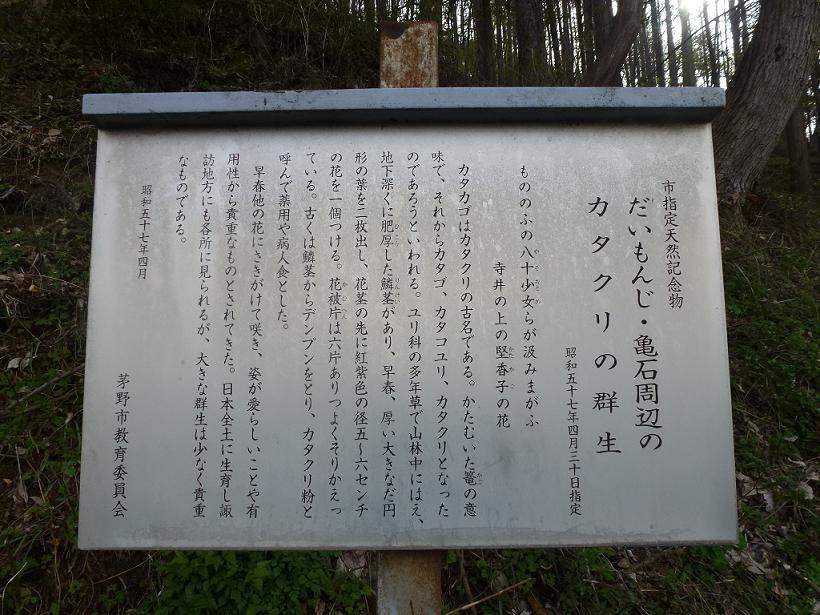 市指定天然記念物
だいもんじ・亀石周辺の
カタクリの群生
昭和五十七年四月三十日指定
もののふの八十少女らが汲みまがふ
寺井の上の堅香子の花
カタカゴはカタクリの古名である。かたむいた篭の意
味で、それからカタゴ、カタコユリ、カタクリとなった
のであろうといわれる。ユリ科の多年草で山林中にはえ、
地下深くに肥厚した鱗茎があり、早春、厚い大きなだ円
形の葉を二枚出し、花茎の先に紅紫色の径五〜六センチ
の花を一個つける。花被片は六片ありつよくそりかえっ
ている。古くは鱗茎からデンプンをとり、カタクリ粉と
呼んで薬用や病人食とした。
早春他の花にさきがけて咲き、姿が愛らしいことや有
用性から貴重なものとされてきた。日本全土に生育し諏
訪地方にも各所に見られるが、大きな群生は少なく貴重
なものである。
昭和五十七年四月
茅野市教育委員会